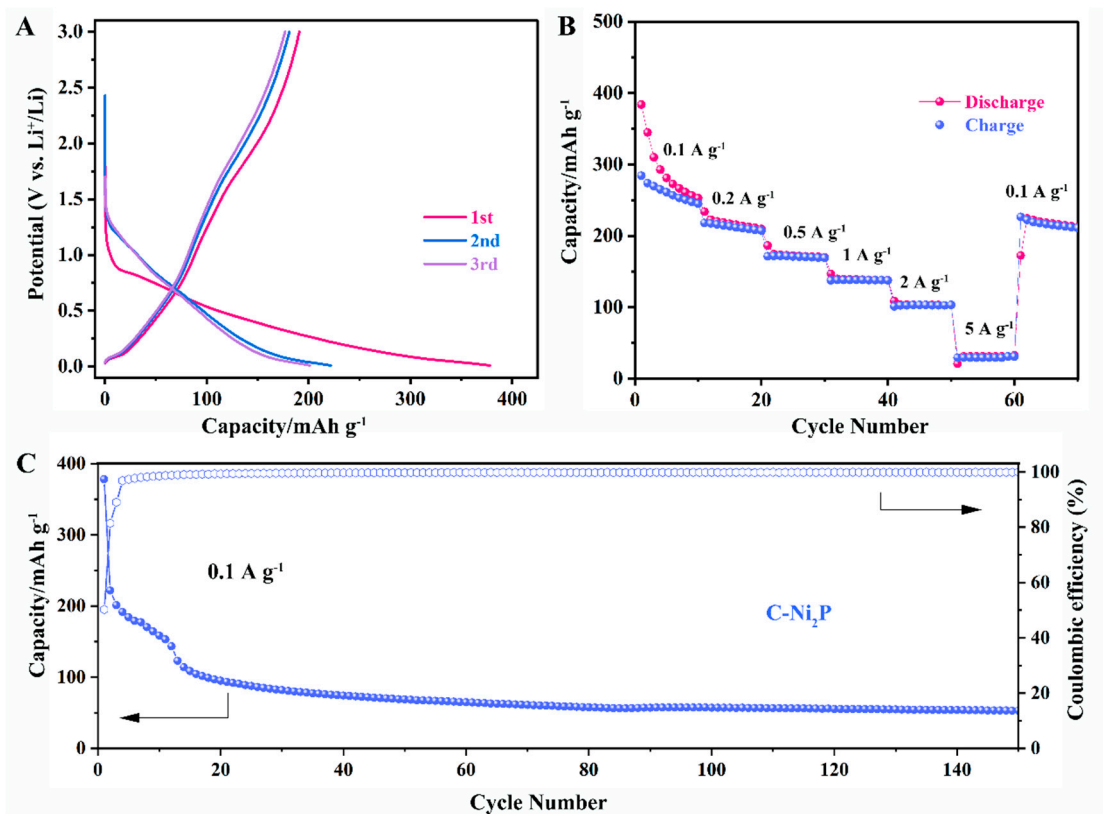 A
3.0
2.5
2.0
1.5
1.0
0.5
0.0
Potential (V vs. Li⁺/Li)
1st
2nd
3rd
0 100 200 300 400
Capacity/mAh g⁻¹
B
500
400
300
200
100
0
Capacity/mAh g⁻¹
Discharge
Charge
0.1 A g⁻¹
0.2 A g⁻¹
0.5 A g⁻¹
1 A g⁻¹
2 A g⁻¹
5 A g⁻¹
0.1 A g⁻¹
0 20 40 60
Cycle Number
C
400
300
200
100
0
Capacity/mAh g⁻¹
0.1 A g⁻¹
C-Ni₂P
100
80
60
40
20
0
Coulombic efficiency (%)
0 20 40 60 80 100 120 140
Cycle Number